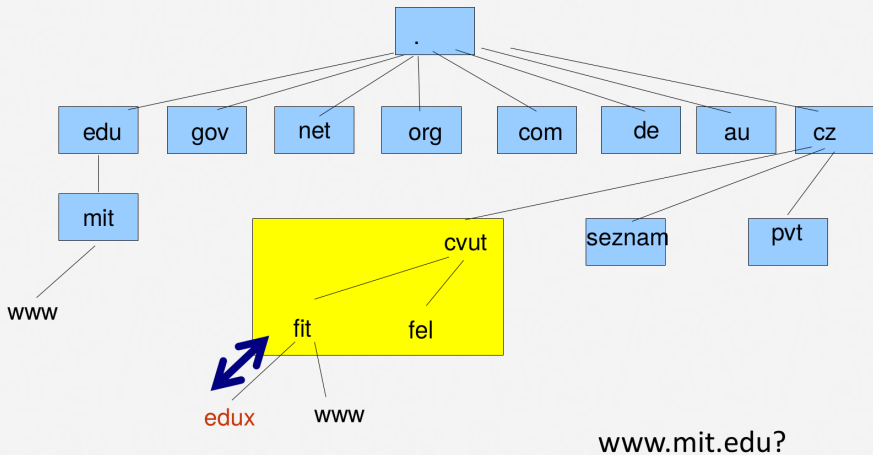 .
edu gov net org com de au cz
mit
cvut seznam pvt
www
fit fel
edux www
www.mit.edu?